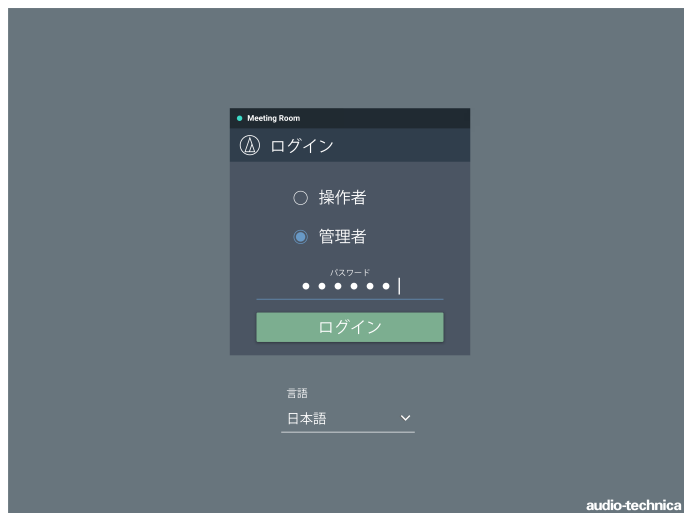 Meeting Room
ログイン
操作者
管理者
パスワード
ログイン
言語
日本語
audio-technica